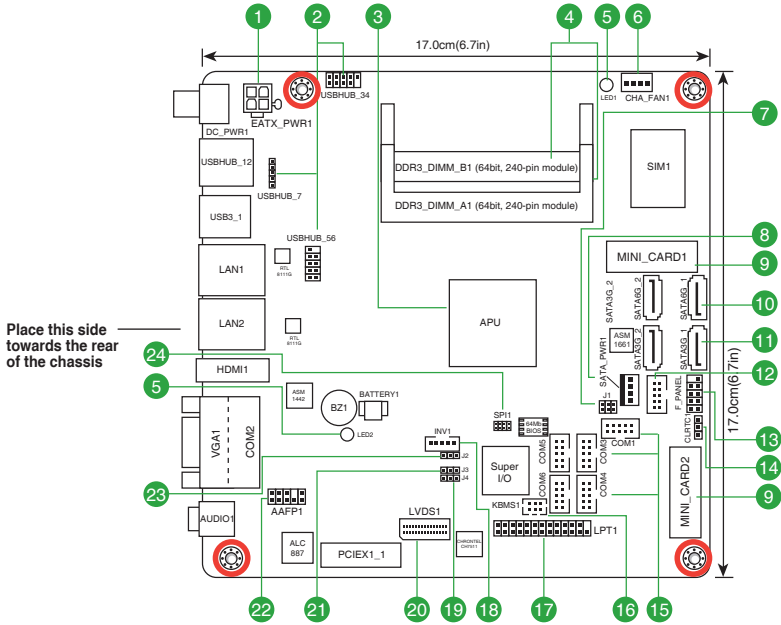 1
2
3
4
5
6
17.0cm(6.7in)
USBHUB_34
LED1
CHA_FAN1
EATX_PWR1
DC_PWR1
7
USBHUB_12
USBHUB_7
DDR3_DIMM_B1 (64bit, 240-pin module)
SIM1
DDR3_DIMM_A1 (64bit, 240-pin module)
USB3_1
USBHUB_56
8
MINI_CARD1
9
LAN1
RTL
8111G
SATA3G_2
SATA6G_2
SATA6G_1
10
Place this side
towards the rear
of the chassis
LAN2
RTL
8111G
APU
SATA_PWR1
ASM
1661
SATA3G_2
SATA3G_1
11
24
HDMI1
12
5
ASM
1442
BZ1
BATTERY1
LED2
SPI1
64Mb
BIOS
J1
F_PANEL
17.0cm(6.7in)
13
VGA1
COM2
INV1
COM1
CLRTC1
14
23
J2
COM5
COM3
21
J3
J4
Super
I/O
COM6
COM4
MINI_CARD2
9
22
AAFP1
KBMS1
AUDIO1
LVDS1
LPT1
ALC
887
PCIEX1_1
CHRONTEL
CH7511
22
21
20
19
18
17
16
15